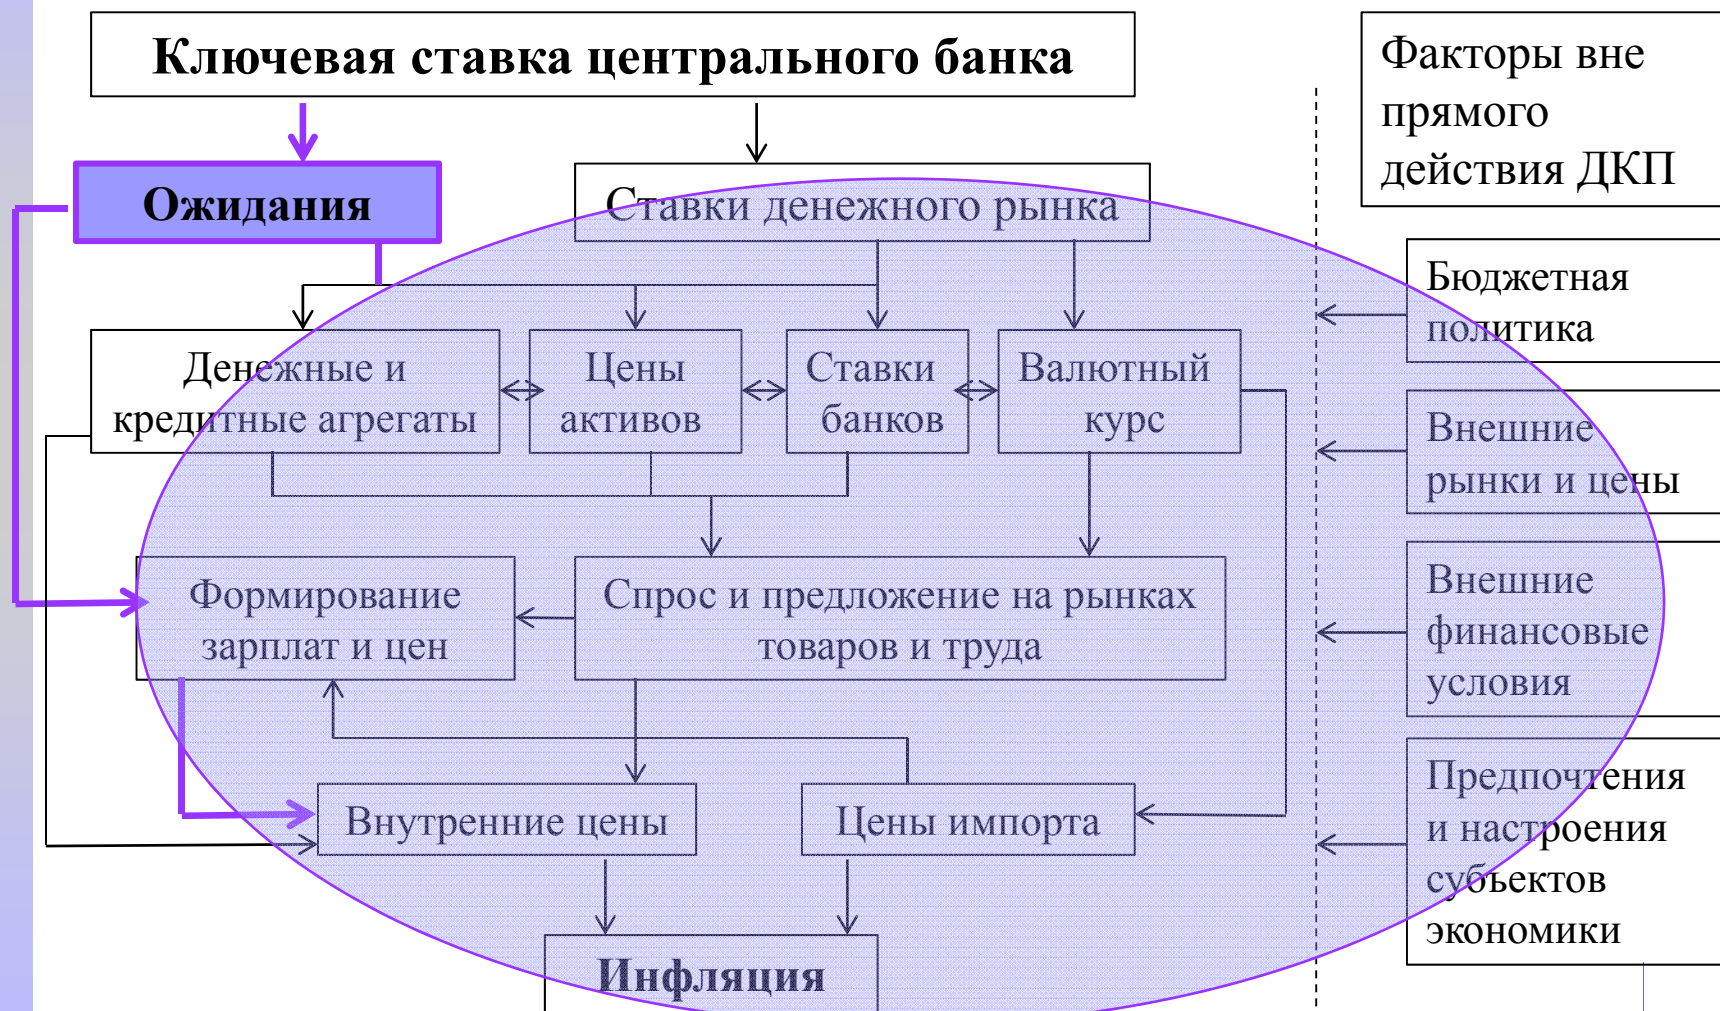 Ключевая ставка центрального банка
Факторы вне
прямого
действия ДКП
Ожидания
Ставки денежного рынка
Бюджетная
политика
Денежные и
кредитные агрегаты
Цены
активов
Ставки
банков
Валютный
курс
Внешние
рынки и цены
Формирование
зарплат и цен
Спрос и предложение на рынках
товаров и труда
Внешние
финансовые
условия
Внутренние цены
Цены импорта
Предпочтения
и настроения
субъектов
экономики
Инфляция